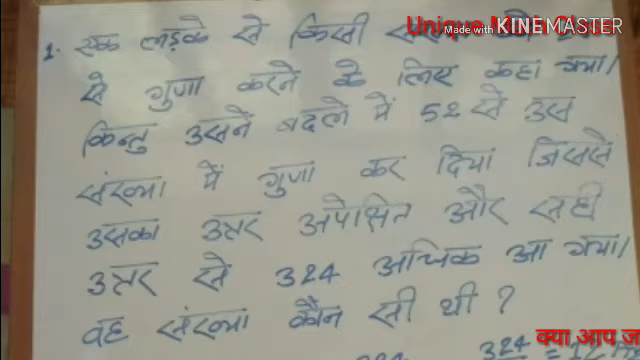 Unique
Made with KINEMASTER
1. एक लड़के से किसी
से गुणा करने के लिए कहा गया।
किन्तु उसने बदले में 52 से उस
संख्या में गुणा कर दिया जिससे
उसका उत्तर अपेक्षित और सही
उत्तर से 324 अधिक आ गया।
वह संख्या कौन सी थी ?
324
क्या आप ज